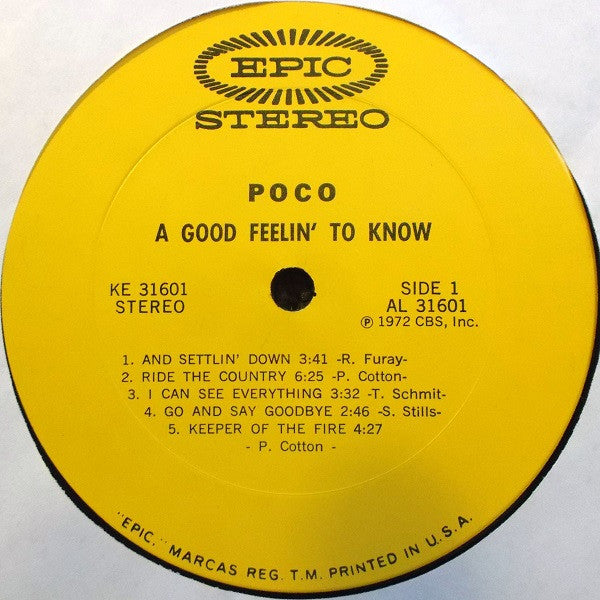 EPIC
STEREO
POCO
A GOOD FEELIN' TO KNOW
KE 31601
STEREO
SIDE 1
AL 31601
Ⓟ 1972 CBS, Inc.
1. AND SETTLIN' DOWN 3:41 -R. Furay-
2. RIDE THE COUNTRY 6:25 -P. Cotton-
3. I CAN SEE EVERYTHING 3:32 -T. Schmit-
4. GO AND SAY GOODBYE 2:46 -S. Stills-
5. KEEPER OF THE FIRE 4:27
- P. Cotton -
"EPIC," MARCAS REG. T.M. PRINTED IN U.S.A.